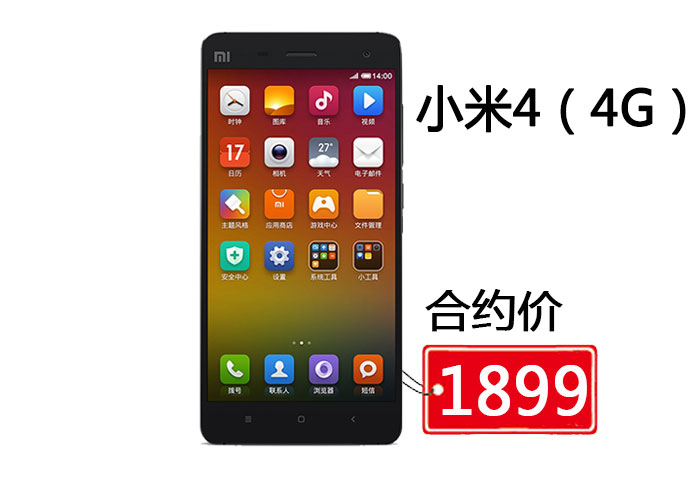 mi
14:00
小米4（4G）
时钟 图库 音乐 视频
17 27°
日历 相机 天气 电子邮件
mi
主题风格 应用商店 游戏中心 文件管理
安全中心 设置 系统工具 小工具
合约价
1899
拨号 联系人 浏览器 短信